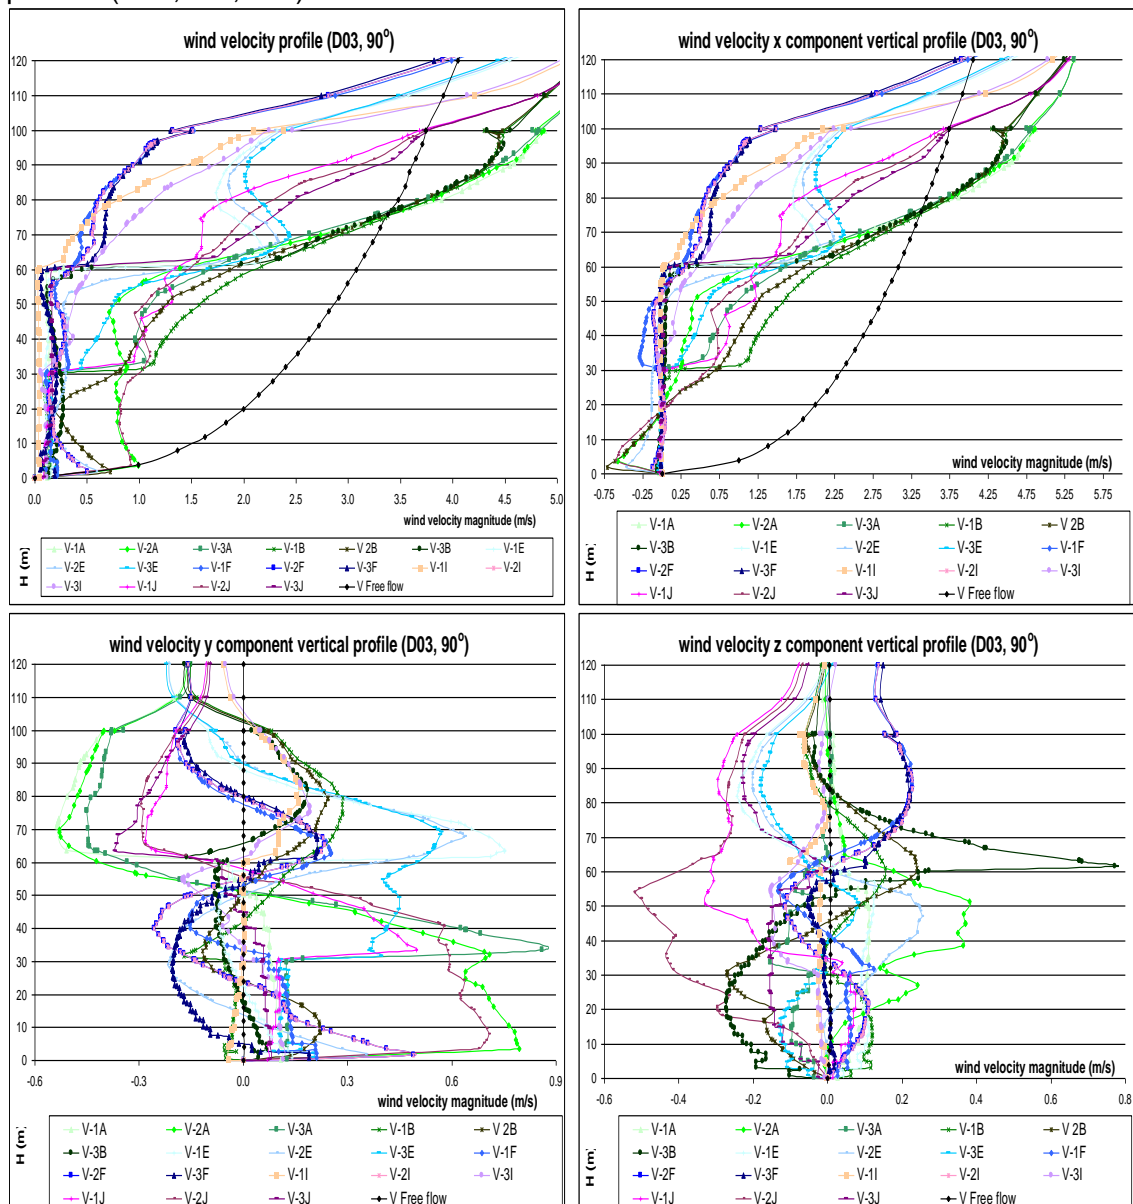 wind velocity profile (D03, 90°)
120
110
100
90
80
70
60
50
40
30
20
10
0
0.0 0.5 1.0 1.5 2.0 2.5 3.0 3.5 4.0 4.5 5.0
wind velocity magnitude (m/s)
H (m)
V-1A V-2A V-3A V-1B V 2B V-3B V-1E
V-2E V-3E V-1F V-2F V-3F V-1I V-2I
V-3I V-1J V-2J V-3J V Free flow
wind velocity x component vertical profile (D03, 90°)
120
110
100
90
80
70
60
50
40
30
20
10
0
wind velocity magnitude (m/s)
-0.75 -0.25 0.25 0.75 1.25 1.75 2.25 2.75 3.25 3.75 4.25 4.75 5.25 5.75
H (m)
V-1A V-2A V-3A V-1B V 2B
V-3B V-1E V-2E V-3E V-1F
V-2F V-3F V-1I V-2I V-3I
V-1J V-2J V-3J V Free flow
wind velocity y component vertical profile (D03, 90°)
120
110
100
90
80
70
60
50
40
30
20
10
0
-0.6 -0.3 0.0 0.3 0.6 0.9
wind velocity magnitude (m/s)
H (m)
V-1A V-2A V-3A V-1B V 2B
V-3B V-1E V-2E V-3E V-1F
V-2F V-3F V-1I V-2I V-3I
V-1J V-2J V-3J V Free flow
wind velocity z component vertical profile (D03, 90°)
120
110
100
90
80
70
60
50
40
30
20
10
0
wind velocity magnitude (m/s)
-0.6 -0.4 -0.2 0.0 0.2 0.4 0.6 0.8
H (m)
V-1A V-2A V-3A V-1B V 2B
V-3B V-1E V-2E V-3E V-1F
V-2F V-3F V-1I V-2I V-3I
V-1J V-2J V-3J V Free flow